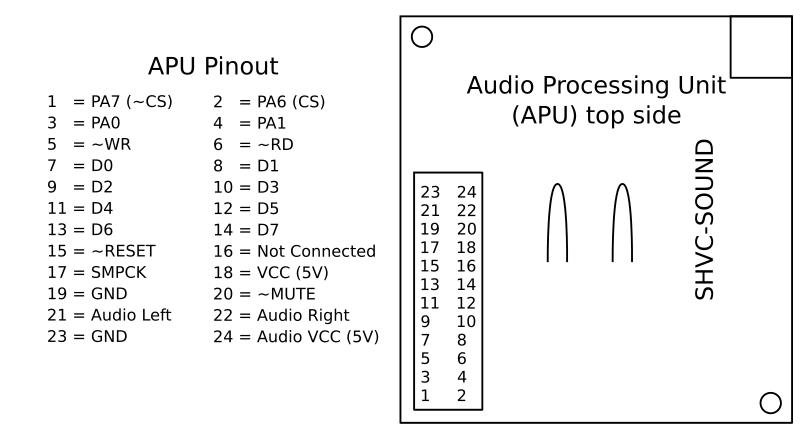 APU Pinout
1 = PA7 (~CS) 2 = PA6 (CS)
3 = PA0 4 = PA1
5 = ~WR 6 = ~RD
7 = D0 8 = D1
9 = D2 10 = D3
11 = D4 12 = D5
13 = D6 14 = D7
15 = ~RESET 16 = Not Connected
17 = SMPCK 18 = VCC (5V)
19 = GND 20 = ~MUTE
21 = Audio Left 22 = Audio Right
23 = GND 24 = Audio VCC (5V)
Audio Processing Unit
(APU) top side
23 24
21 22
19 20
17 18
15 16
13 14
11 12
9 10
7 8
5 6
3 4
1 2
SHVC-SOUND